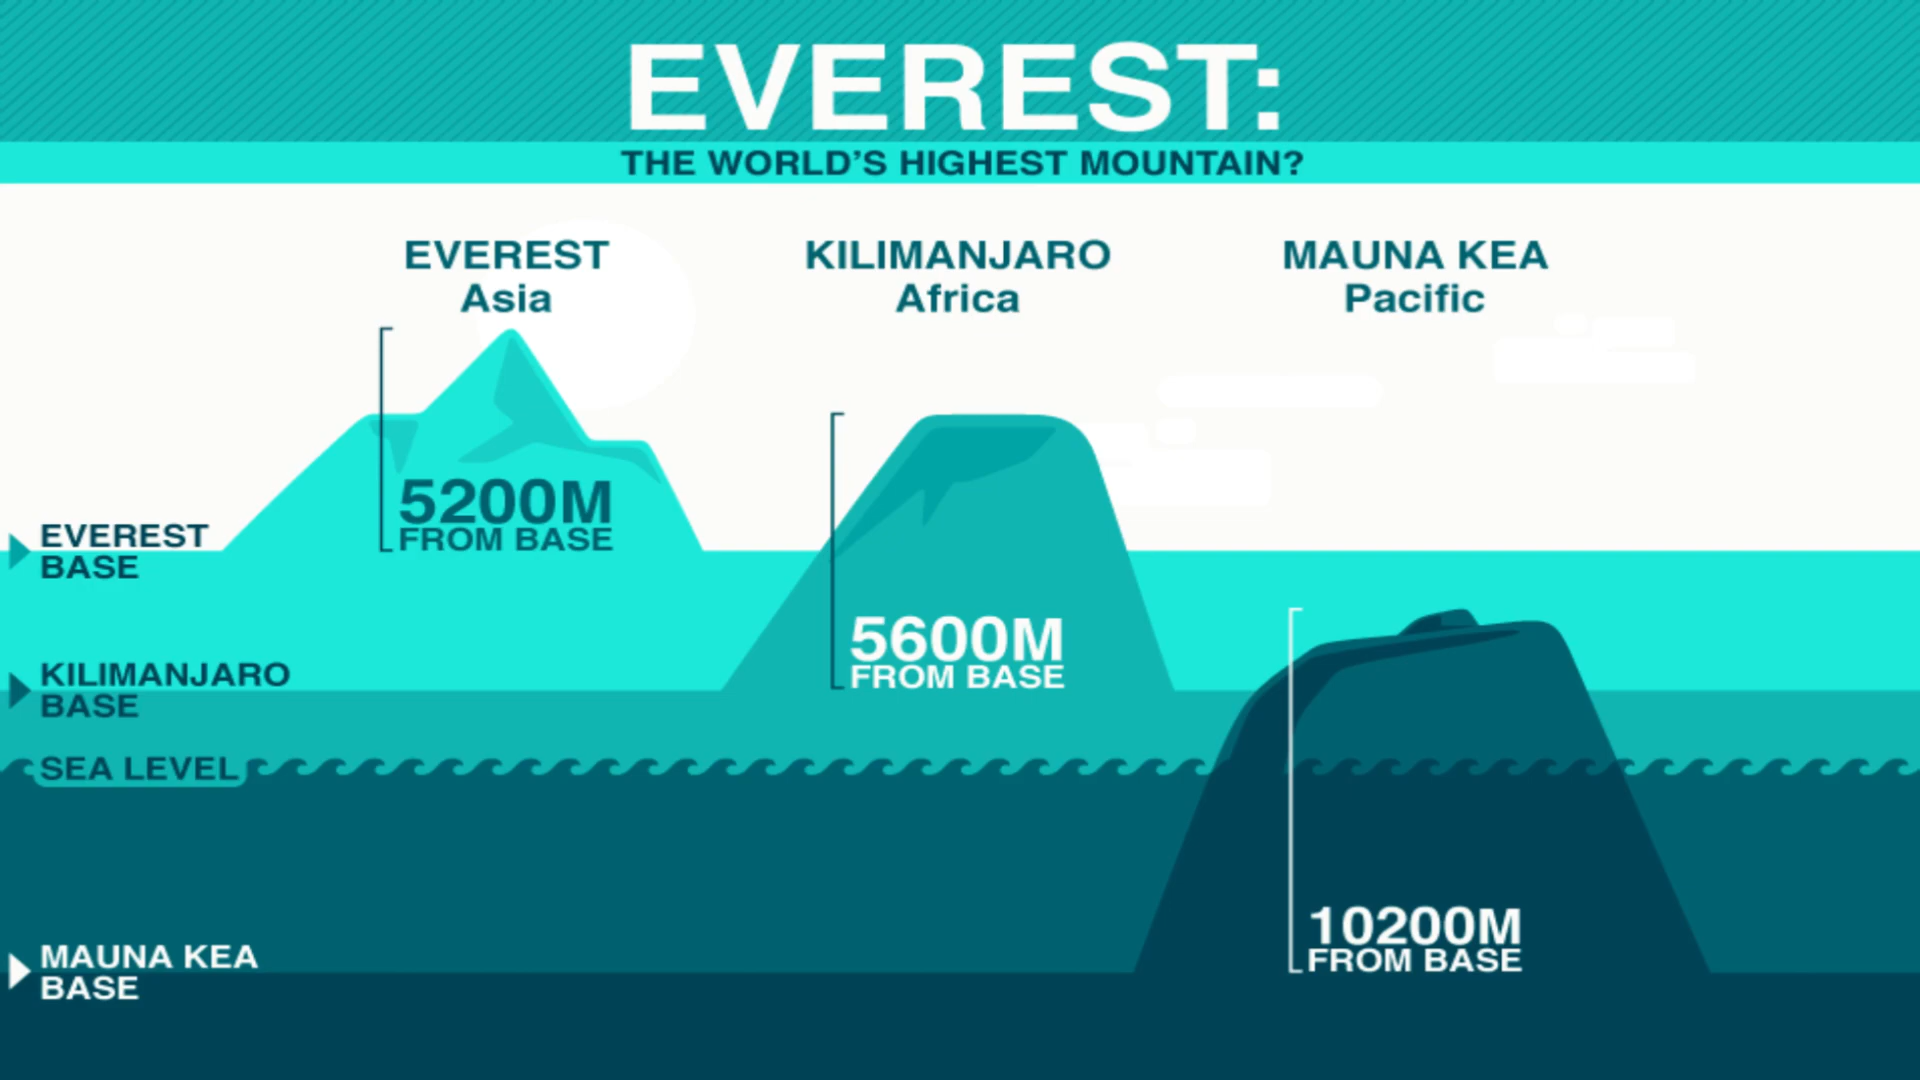 EVEREST:
THE WORLD'S HIGHEST MOUNTAIN?
EVEREST
Asia
KILIMANJARO
Africa
MAUNA KEA
Pacific
5200M
FROM BASE
EVEREST
BASE
5600M
FROM BASE
KILIMANJARO
BASE
SEA LEVEL
10200M
FROM BASE
MAUNA KEA
BASE